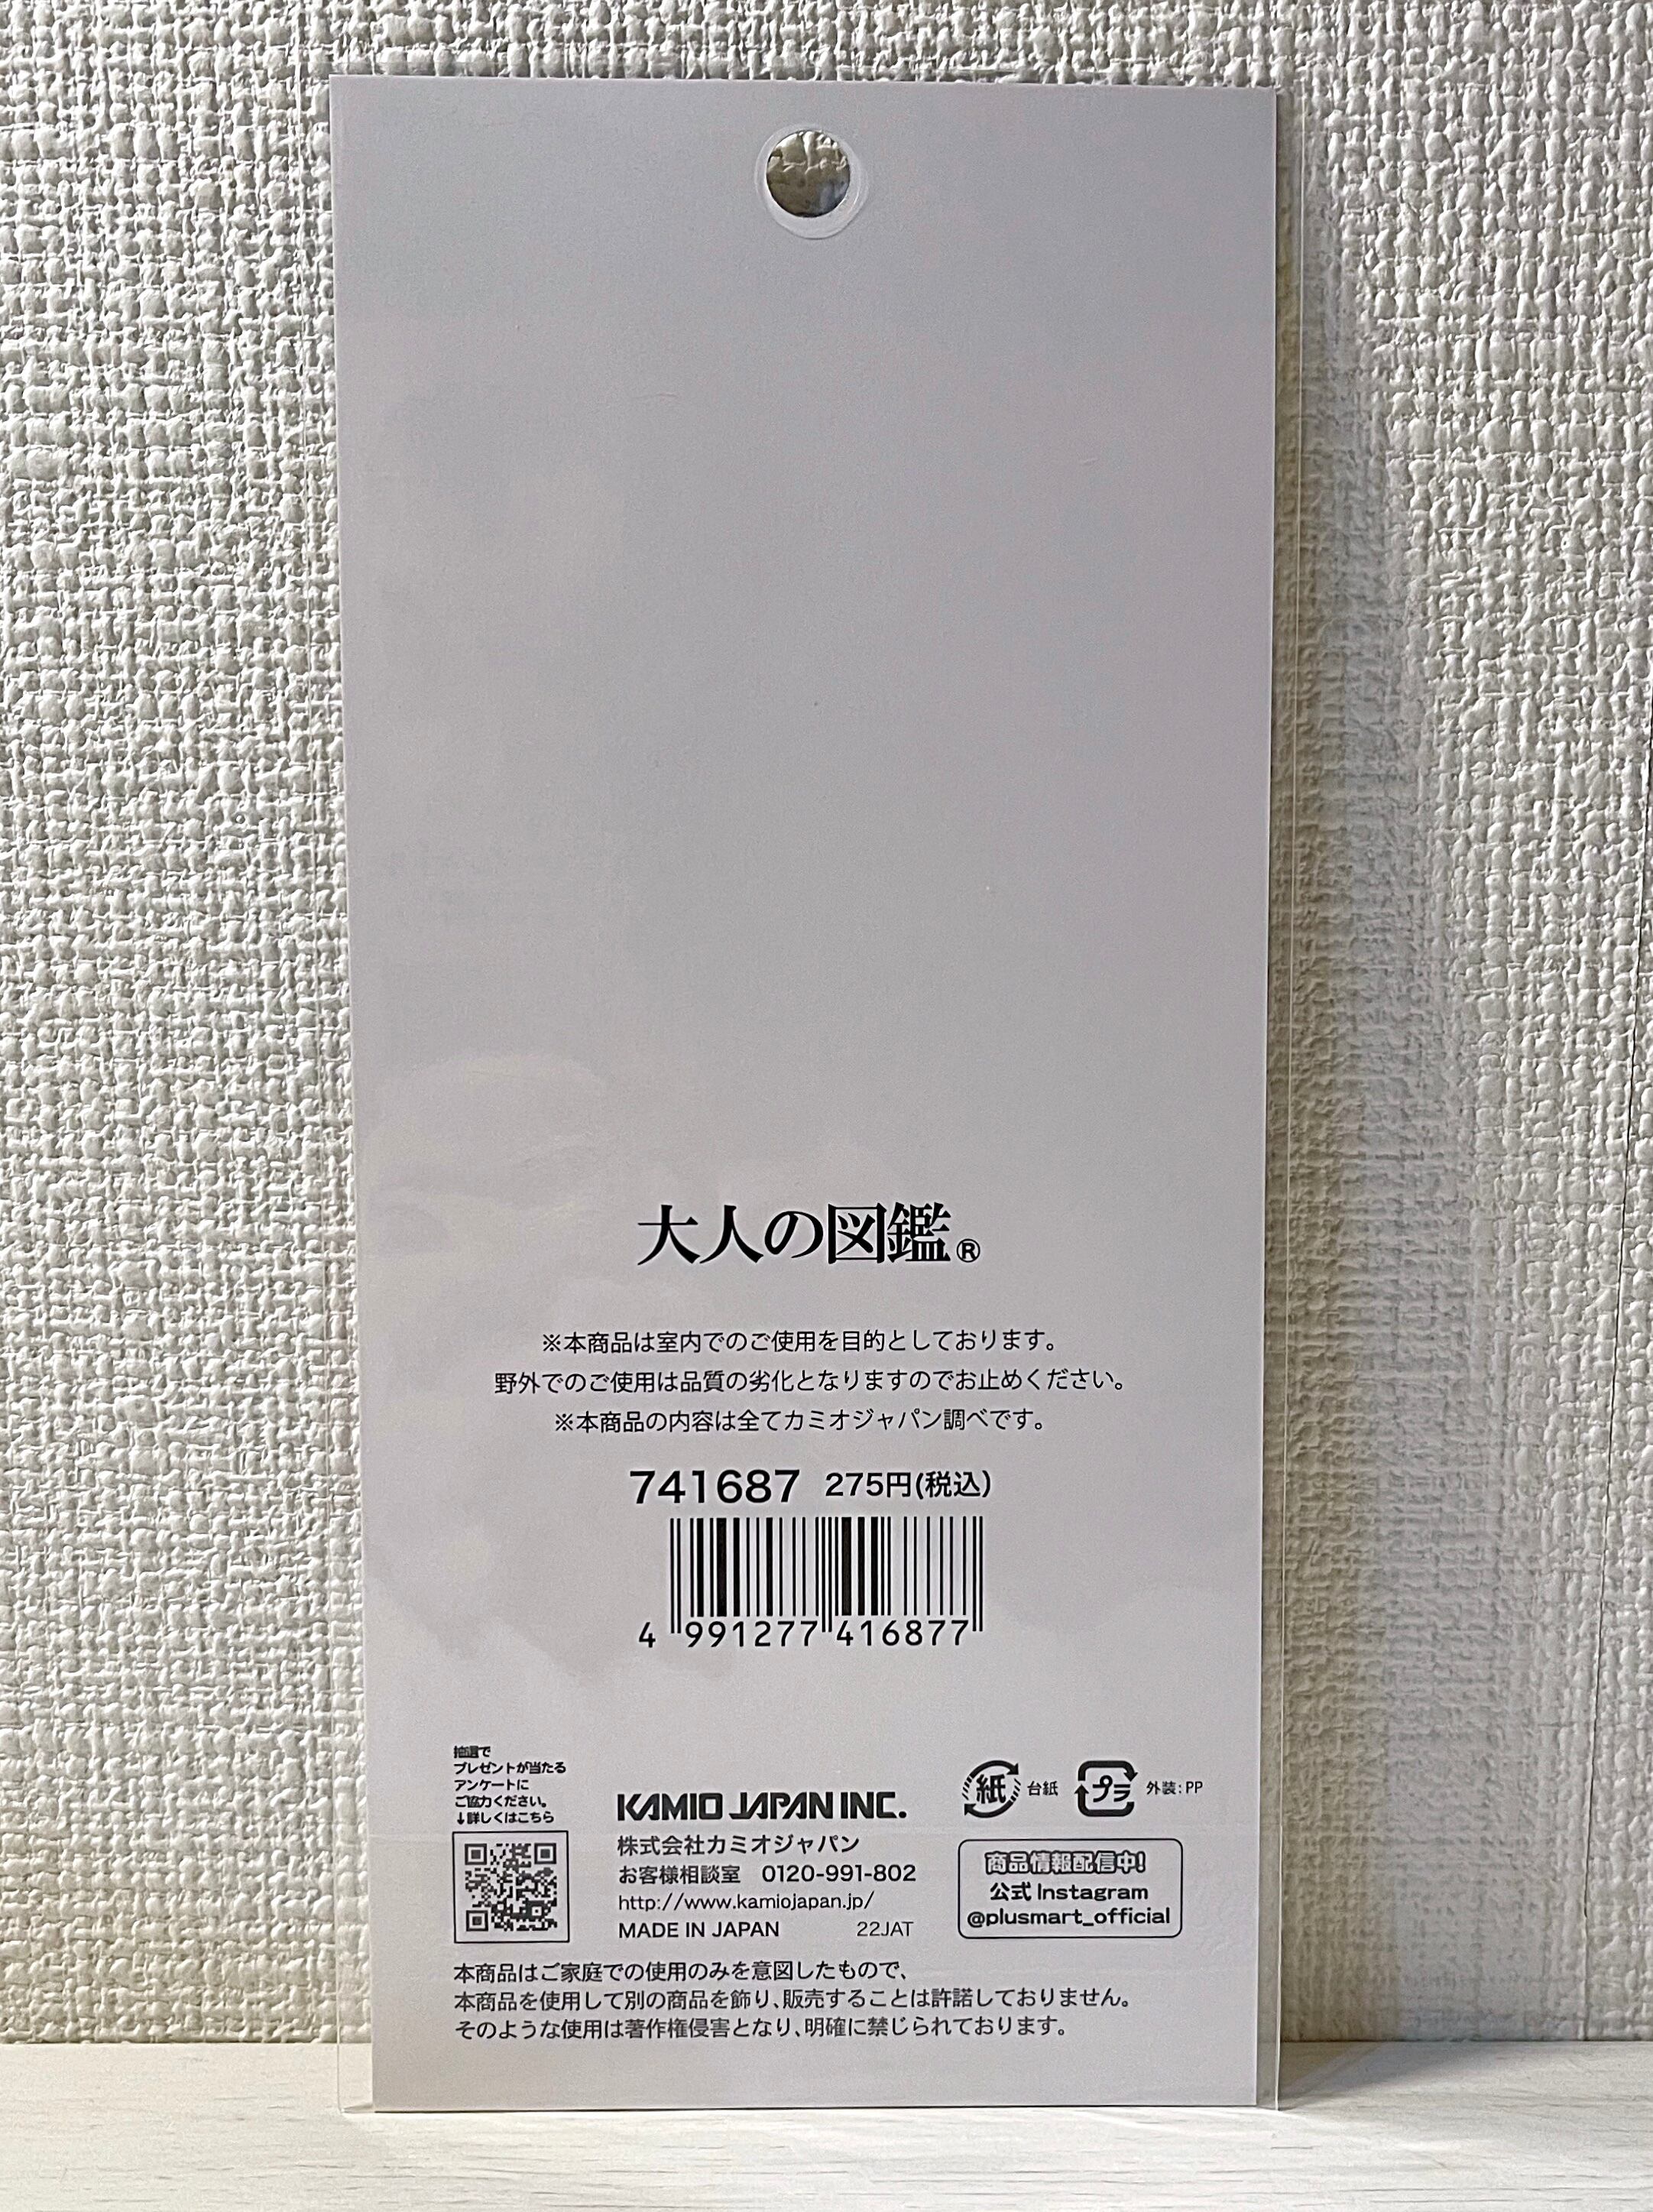 大人の図鑑®
※本商品は室内でのご使用を目的としております。
野外でのご使用は品質の劣化となりますのでお止めください。
※本商品の内容は全てカミオジャパン調べです。
741687 275円(税込)
4 991277 416877
抽選で
プレゼントが当たる
アンケートに
ご協力ください。
↓詳しくはこちら
KAMIO JAPAN INC.
株式会社カミオジャパン
お客様相談室 0120-991-802
http://www.kamiojapan.jp/
MADE IN JAPAN 22JAT
紙 台紙 プラ 外装:PP
商品情報配信中!
公式 Instagram
@plusmart_official
本商品はご家庭での使用のみを意図したもので、
本商品を使用して別の商品を飾り、販売することは許諾しておりません。
そのような使用は著作権侵害となり、明確に禁じられております。